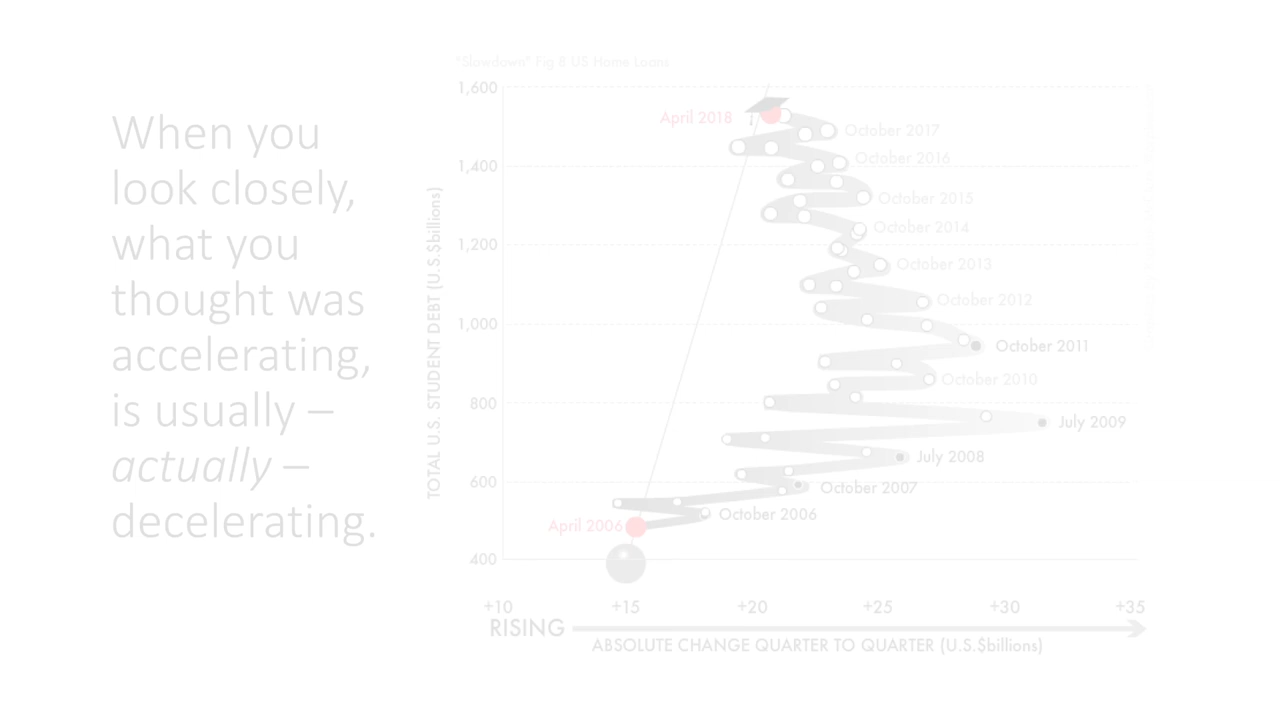 When you
look closely,
what you
thought was
accelerating,
is usually –
actually –
decelerating.
"Slowdown" Fig 8 US Home Loans
TOTAL U.S. STUDENT DEBT (U.S.$billions)
1,600
1,400
1,200
1,000
800
600
400
April 2018
October 2017
October 2016
October 2015
October 2014
October 2013
October 2012
October 2011
October 2010
July 2009
July 2008
October 2007
October 2006
April 2006
+10
+15
+20
+25
+30
+35
RISING
ABSOLUTE CHANGE QUARTER TO QUARTER (U.S.$billions)